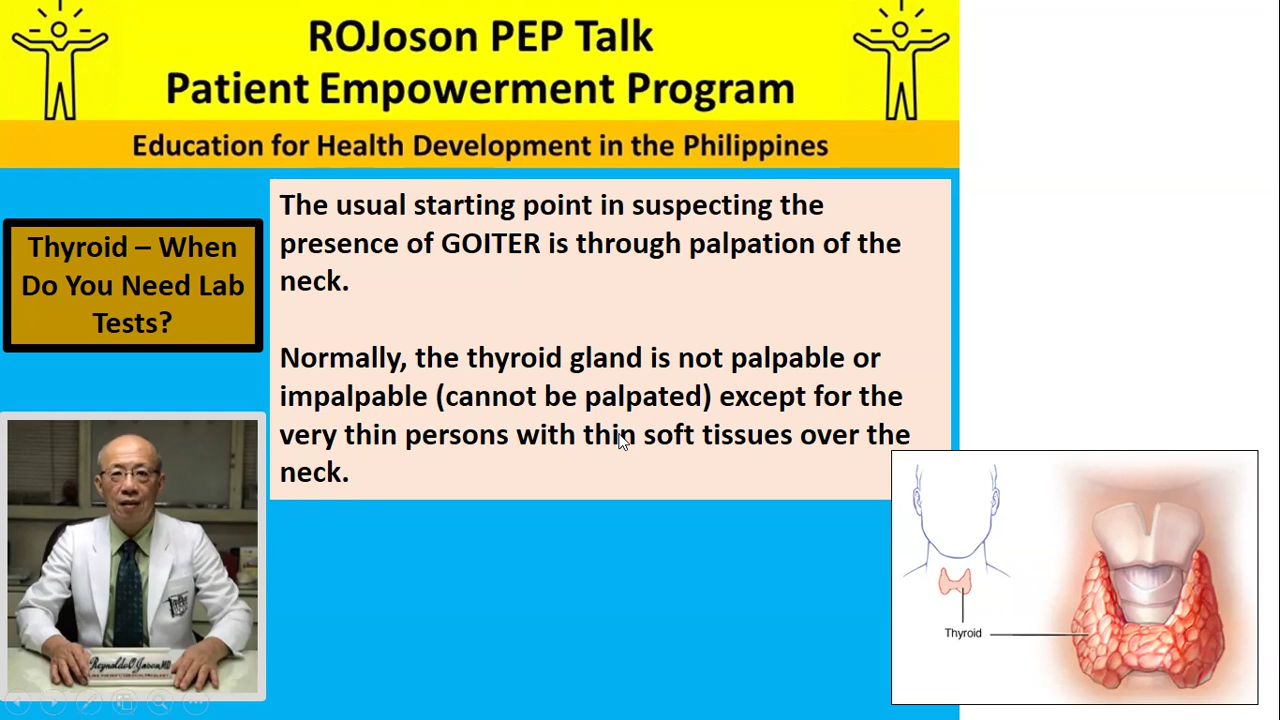 ROJoson PEP Talk
Patient Empowerment Program
Education for Health Development in the Philippines
Thyroid – When
Do You Need Lab
Tests?
The usual starting point in suspecting the
presence of GOITER is through palpation of the
neck.
Normally, the thyroid gland is not palpable or
impalpable (cannot be palpated) except for the
very thin persons with thin soft tissues over the
neck.
Reynaldo O. Joson, MD
Thyroid